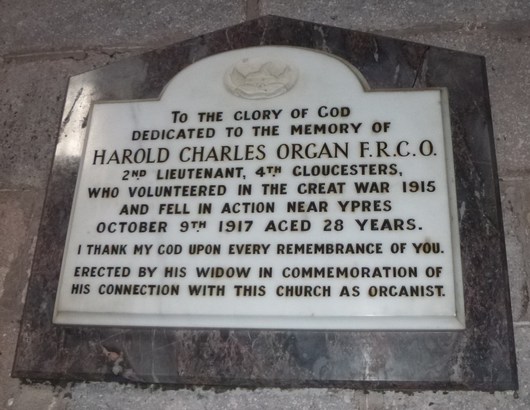 TO THE GLORY OF GOD
DEDICATED TO THE MEMORY OF
HAROLD CHARLES ORGAN F.R.C.O.
2ND LIEUTENANT, 4TH GLOUCESTERS,
WHO VOLUNTEERED IN THE GREAT WAR 1915
AND FELL IN ACTION NEAR YPRES
OCTOBER 9TH 1917 AGED 28 YEARS.
I THANK MY GOD UPON EVERY REMEMBRANCE OF YOU.
ERECTED BY HIS WIDOW IN COMMEMORATION OF
HIS CONNECTION WITH THIS CHURCH AS ORGANIST.